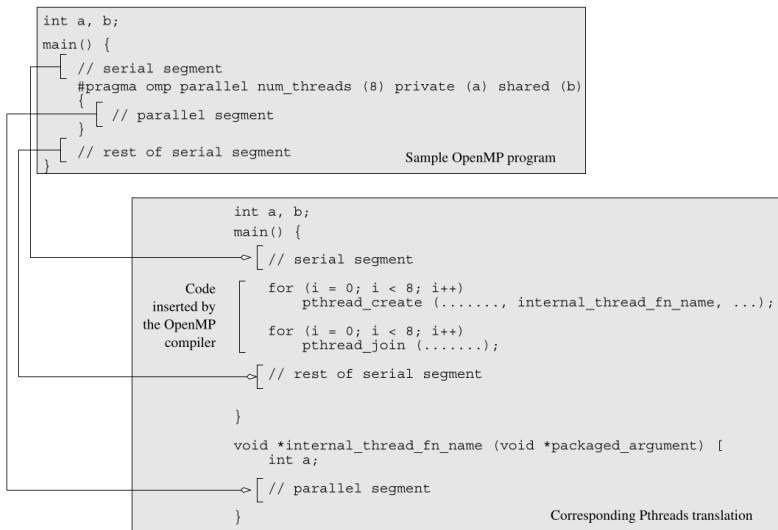 int a, b;
main() {
// serial segment
#pragma omp parallel num_threads (8) private (a) shared (b)
{
// parallel segment
}
// rest of serial segment
}
Sample OpenMP program
int a, b;
main() {
// serial segment
Code
inserted by
the OpenMP
compiler
for (i = 0; i < 8; i++)
pthread_create (......., internal_thread_fn_name, ...);
for (i = 0; i < 8; i++)
pthread_join (.......);
// rest of serial segment
}
void *internal_thread_fn_name (void *packaged_argument) [
int a;
// parallel segment
}
Corresponding Pthreads translation